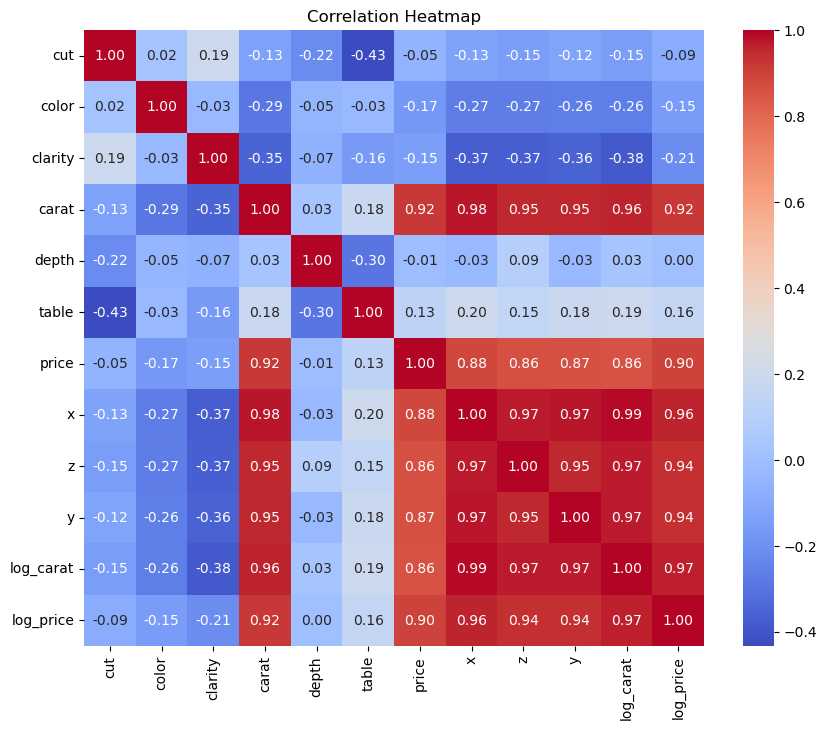 Correlation Heatmap
cut 1.00 0.02 0.19 -0.13 -0.22 -0.43 -0.05 -0.13 -0.15 -0.12 -0.15 -0.09
color 0.02 1.00 -0.03 -0.29 -0.05 -0.03 -0.17 -0.27 -0.27 -0.26 -0.26 -0.15
clarity 0.19 -0.03 1.00 -0.35 -0.07 -0.16 -0.15 -0.37 -0.37 -0.36 -0.38 -0.21
carat -0.13 -0.29 -0.35 1.00 0.03 0.18 0.92 0.98 0.95 0.95 0.96 0.92
depth -0.22 -0.05 -0.07 0.03 1.00 -0.30 -0.01 -0.03 0.09 -0.03 0.03 0.00
table -0.43 -0.03 -0.16 0.18 -0.30 1.00 0.13 0.20 0.15 0.18 0.19 0.16
price -0.05 -0.17 -0.15 0.92 -0.01 0.13 1.00 0.88 0.86 0.87 0.86 0.90
x -0.13 -0.27 -0.37 0.98 -0.03 0.20 0.88 1.00 0.97 0.97 0.99 0.96
z -0.15 -0.27 -0.37 0.95 0.09 0.15 0.86 0.97 1.00 0.95 0.97 0.94
y -0.12 -0.26 -0.36 0.95 -0.03 0.18 0.87 0.97 0.95 1.00 0.97 0.94
log_carat -0.15 -0.26 -0.38 0.96 0.03 0.19 0.86 0.99 0.97 0.97 1.00 0.97
log_price -0.09 -0.15 -0.21 0.92 0.00 0.16 0.90 0.96 0.94 0.94 0.97 1.00
cut color clarity carat depth table price x z y log_carat log_price
1.0
0.8
0.6
0.4
0.2
0.0
−0.2
−0.4